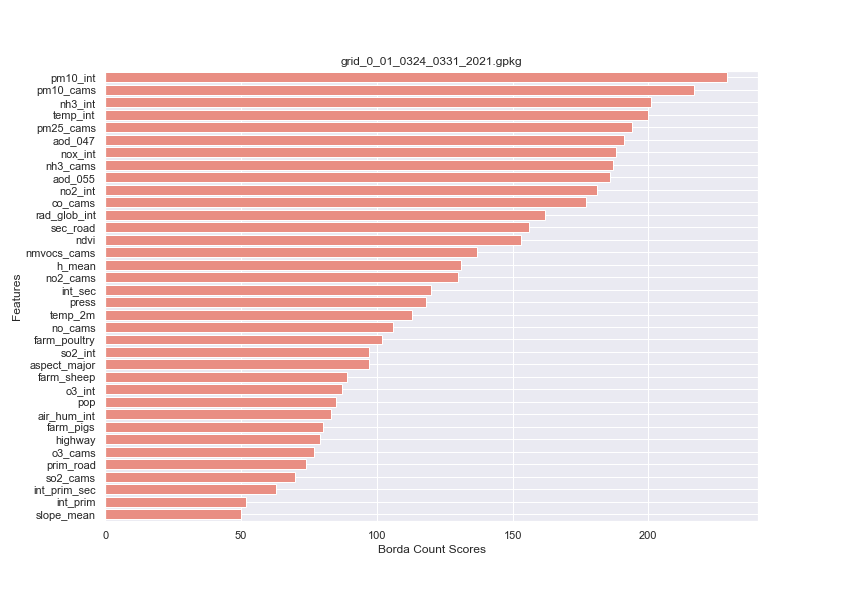 grid_0_01_0324_0331_2021.gpkg
pm10_int
pm10_cams
nh3_int
temp_int
pm25_cams
aod_047
nox_int
nh3_cams
aod_055
no2_int
co_cams
rad_glob_int
sec_road
ndvi
nmvocs_cams
h_mean
no2_cams
int_sec
press
temp_2m
no_cams
farm_poultry
so2_int
aspect_major
farm_sheep
o3_int
pop
air_hum_int
farm_pigs
highway
o3_cams
prim_road
so2_cams
int_prim_sec
int_prim
slope_mean
Features
0 50 100 150 200
Borda Count Scores